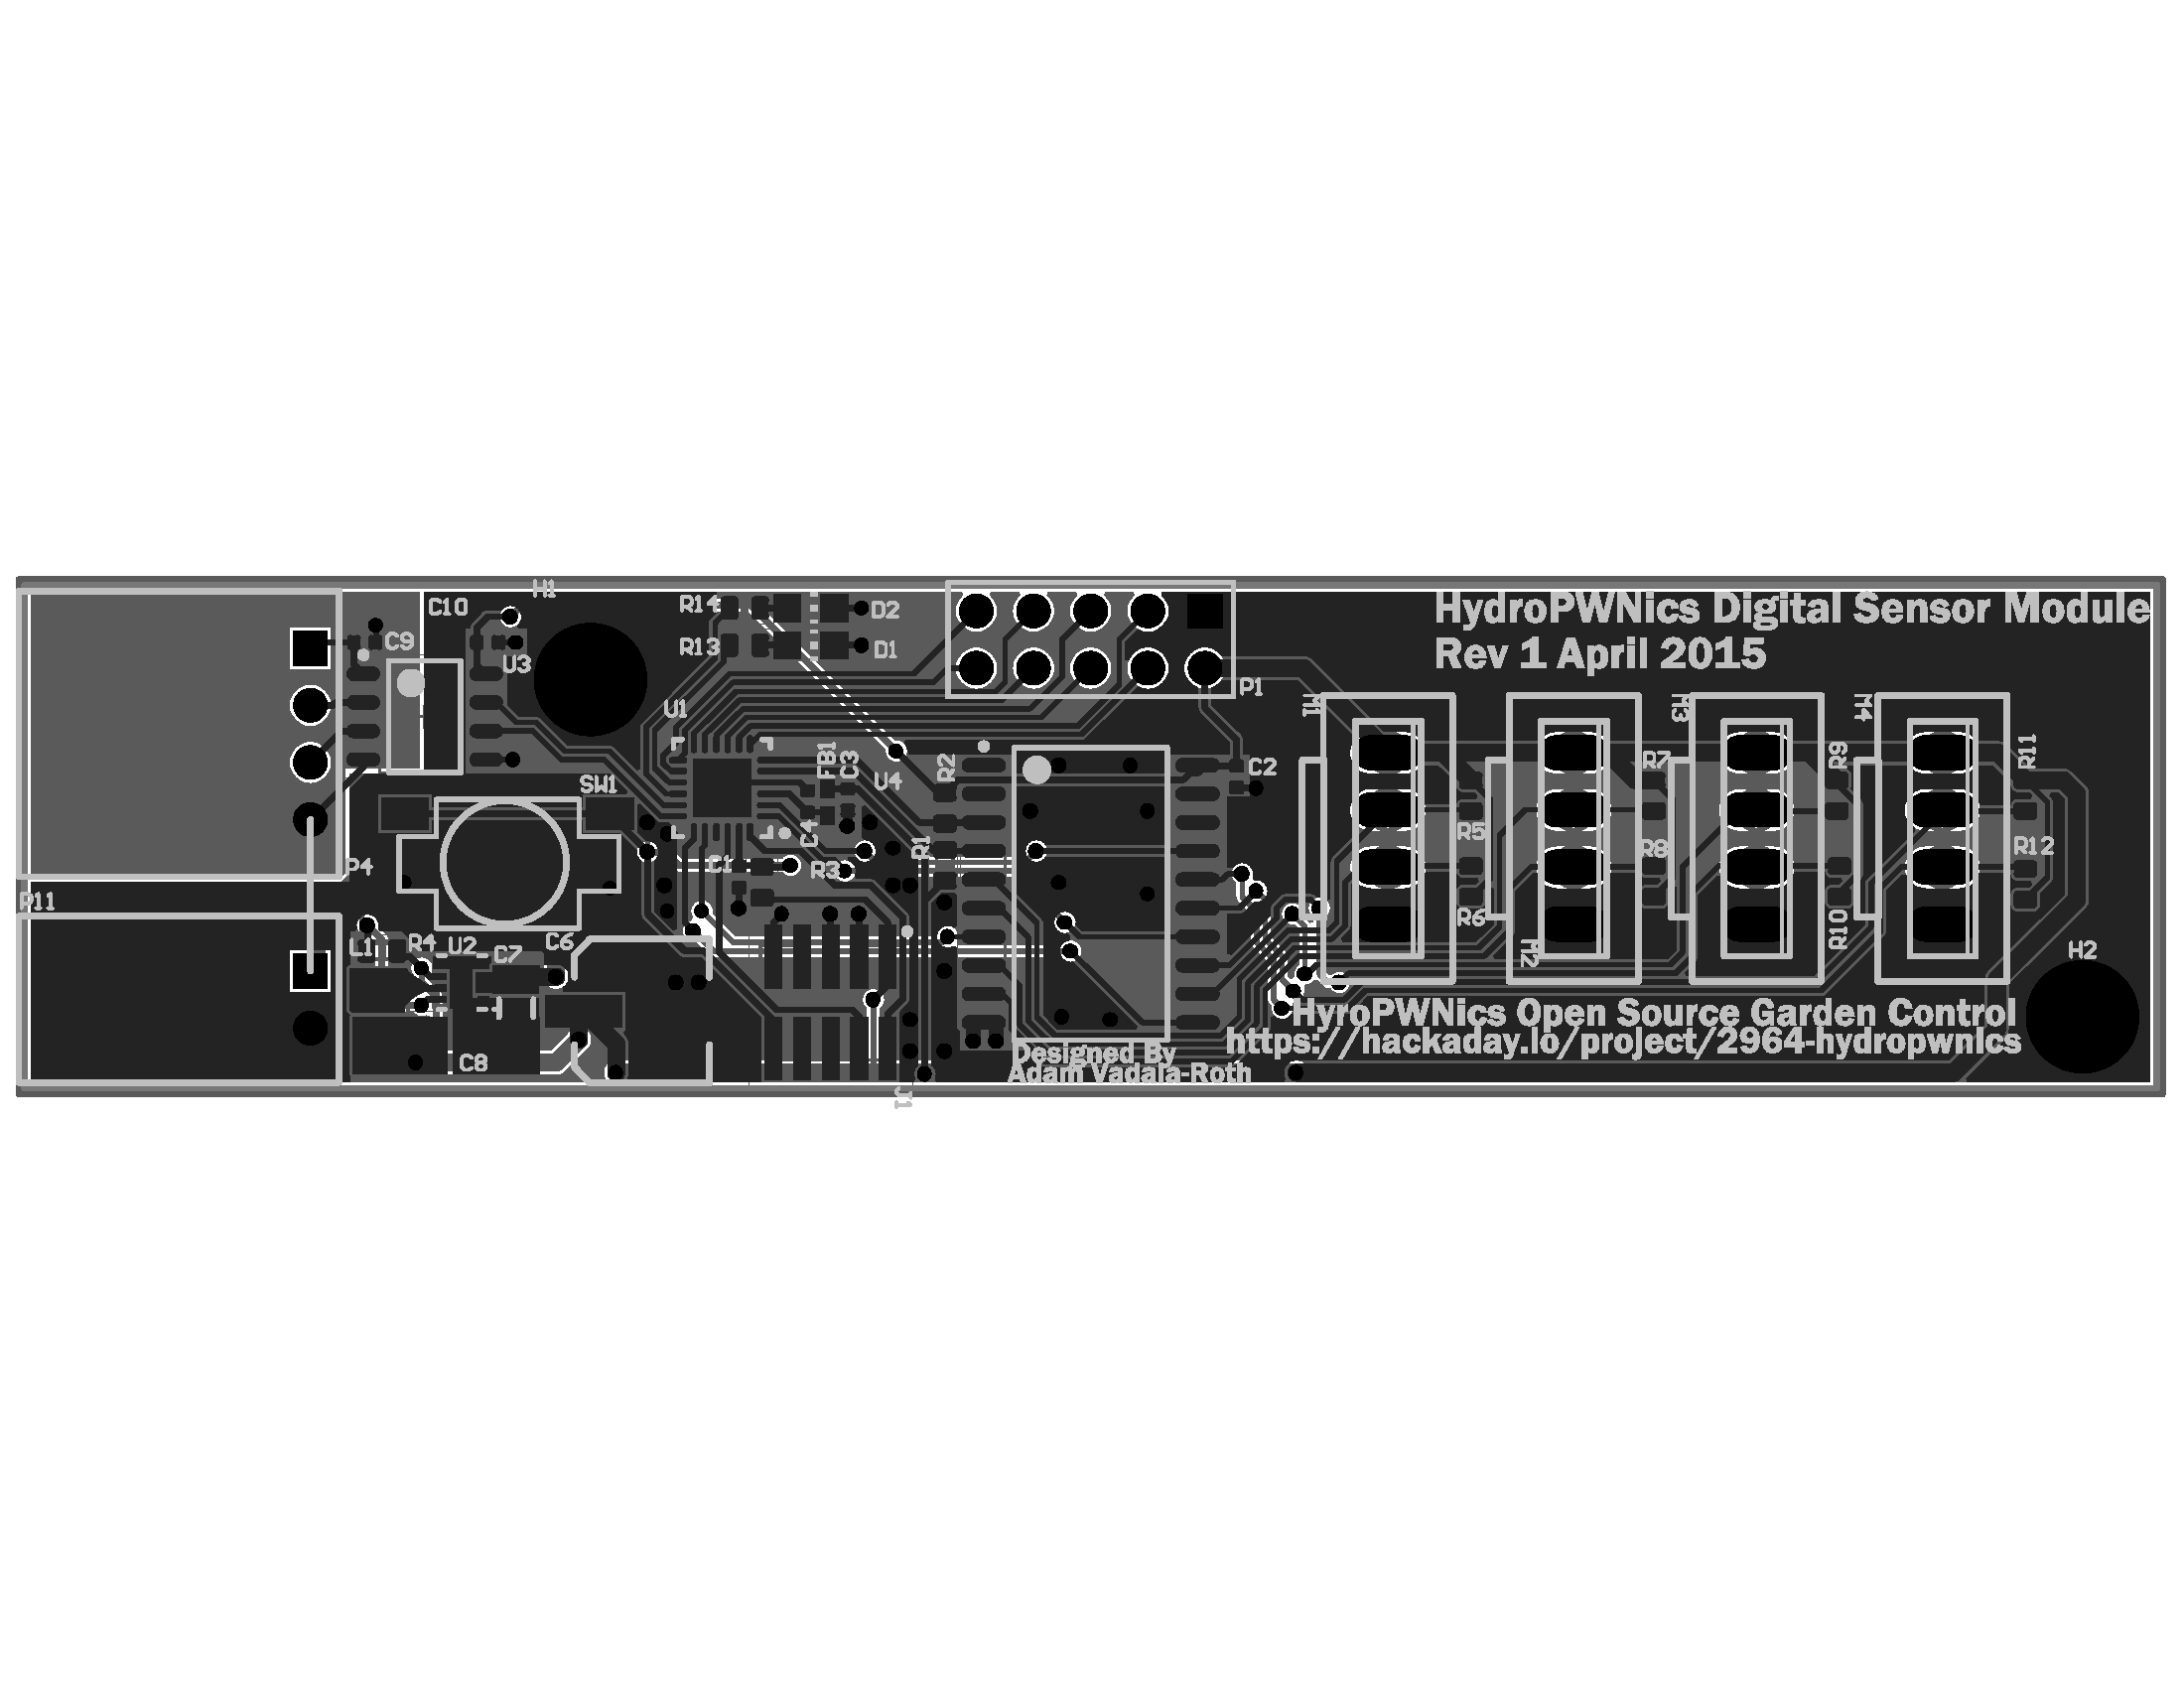 HydroPWNics Digital Sensor Module
Rev 1 April 2015
H1
C10
R14
D2
C9
R13
D1
U3
P1
U1
M1
M3
M4
FB1
C3
U4
R2
C2
R7
R9
R11
SW1
C4
R1
R5
R8
R12
P4
C1
R3
P11
R6
R10
L1
R4
U2
C7
C6
M2
H2
HyroPWNics Open Source Garden Control
https://hackaday.io/project/2964-hydropwnics
Designed By
Adam Vadala-Roth
C8
J1